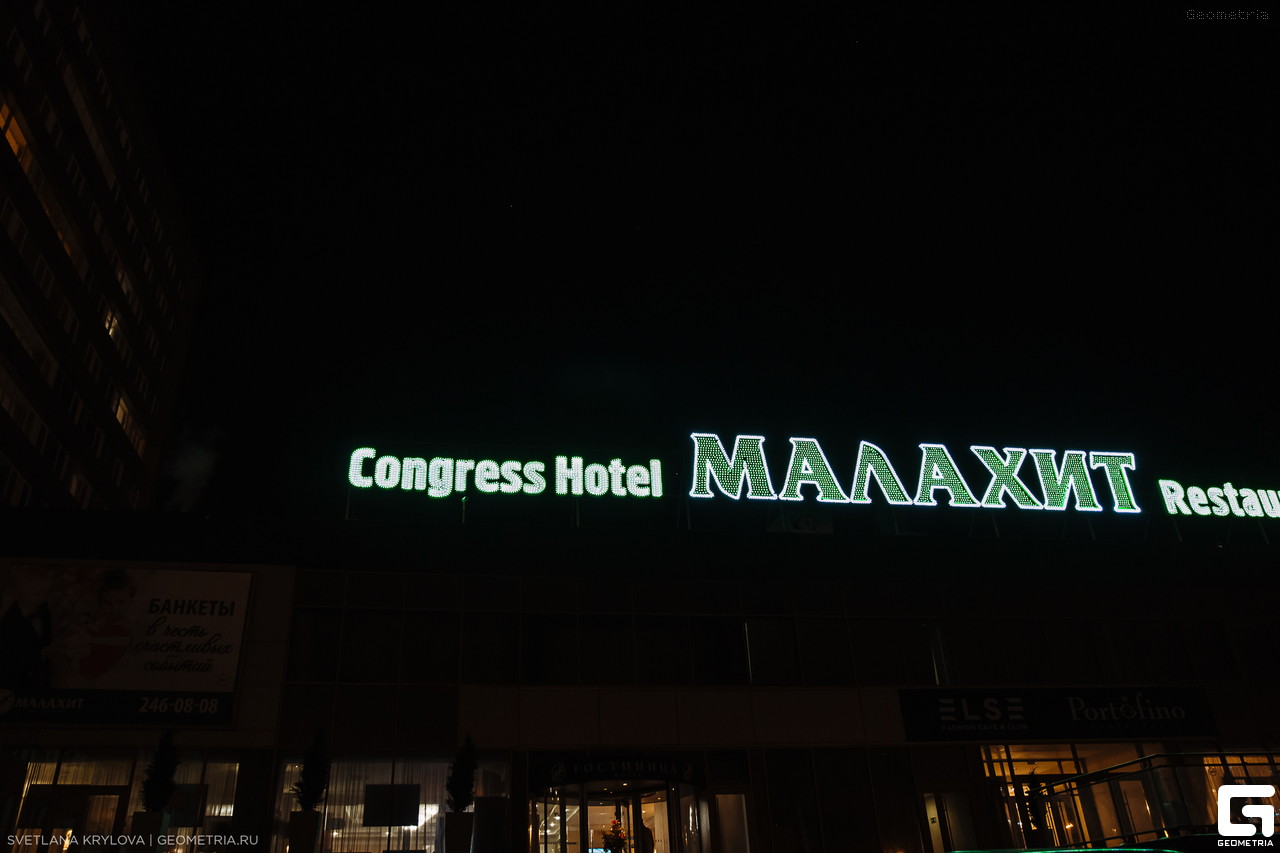 Geometria
Congress Hotel МАЛАХИТ Restau
БАНКЕТЫ
в честь
счастливых
событий
МАЛАХИТ 246-08-08
ELSE Portofino
ГОСТИНИЦА
SVETLANA KRYLOVA | GEOMETRIA.RU
GEOMETRIA